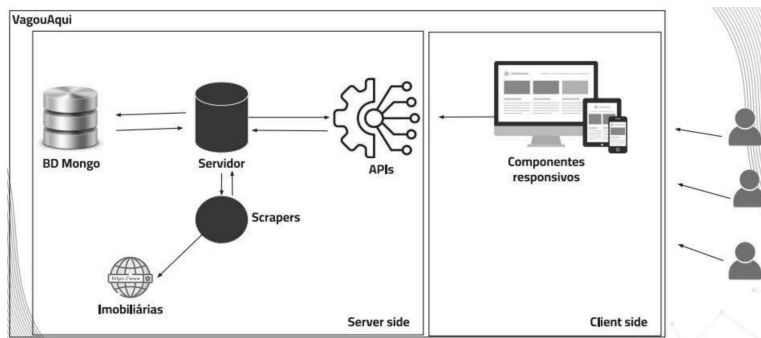 VagouAqui
BD Mongo
Servidor
APIs
Componentes
responsivos
Scrapers
https://www
Imobiliárias
Server side
Client side